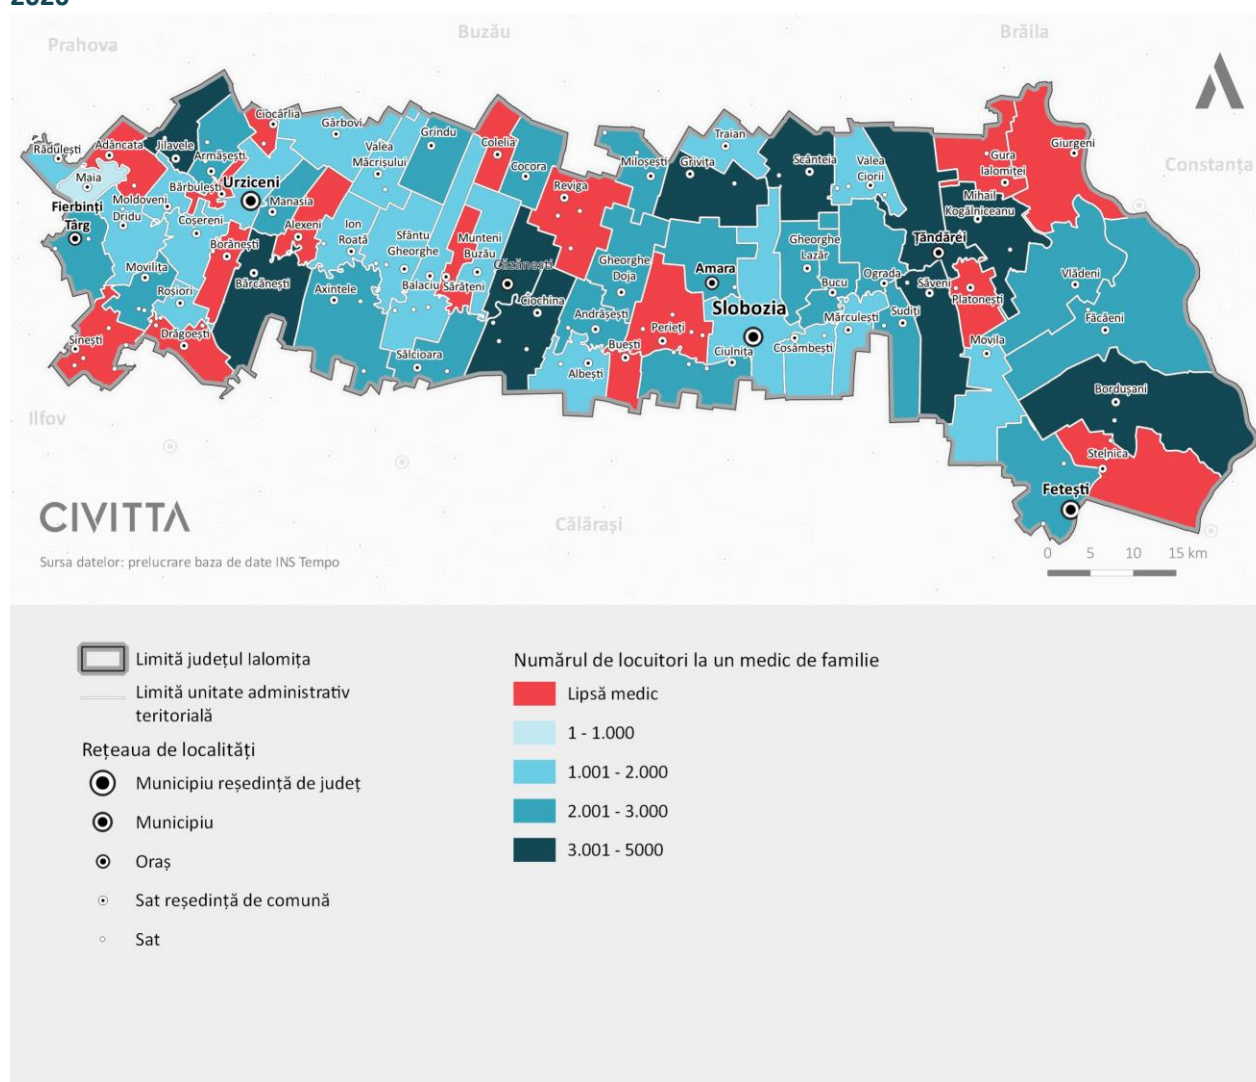 Prahova
Buzău
Brăila
Constanța
Ilfov
Călărași
Rădulești
Adâncata
Jilavele
Ciocârlia
Gârbovi
Grindu
Colelia
Traian
Maia
Armășești
Valea
Măcrișului
Cocora
Miloșești
Grivița
Scânteia
Valea
Ciorii
Gura
Ialomiței
Giurgeni
Moldoveni
Bărbulești
Urziceni
Manasia
Reviga
Mihail
Kogălniceanu
Fierbinți
Târg
Dridu
Coșereni
Alexeni
Ion
Roată
Sfântu
Gheorghe
Munteni
Buzău
Gheorghe
Lazăr
Țăndărei
Borănești
Movilița
Roșiori
Bărcănești
Axintele
Balaciu
Sărățeni
Căzănești
Ciochina
Gheorghe
Doja
Amara
Ograda
Bucu
Săveni
Platonești
Vlădeni
Sinești
Drăgoești
Andrășești
Perieți
Slobozia
Mărculești
Sudiți
Făcăeni
Sălcioara
Buești
Albești
Ciulnița
Cosâmbești
Movila
Bordușani
Stelnica
Fetești
CIVITTA
Sursa datelor: prelucrare baza de date INS Tempo
0 5 10 15 km
Limită județul Ialomița
Limită unitate administrativ
teritorială
Rețeaua de localități
Municipiu reședință de județ
Municipiu
Oraș
Sat reședință de comună
Sat
Numărul de locuitori la un medic de familie
Lipsă medic
1 - 1.000
1.001 - 2.000
2.001 - 3.000
3.001 - 5000